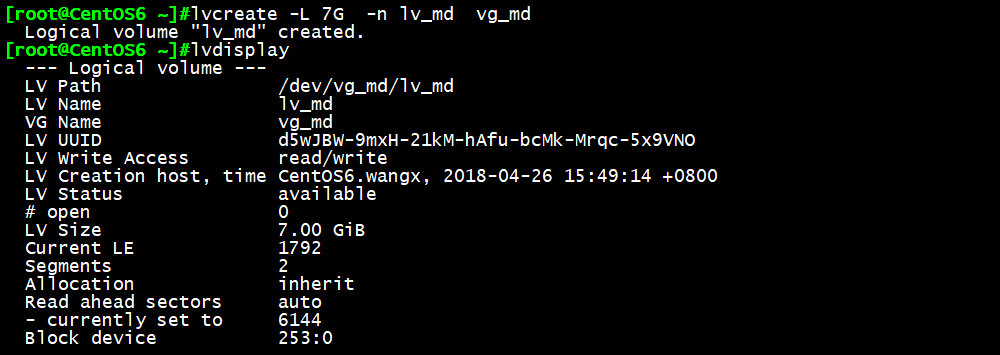 [root@CentOS6 ~]#lvcreate -L 7G  -n lv_md  vg_md
  Logical volume "lv_md" created.
[root@CentOS6 ~]#lvdisplay
  --- Logical volume ---
  LV Path                /dev/vg_md/lv_md
  LV Name                lv_md
  VG Name                vg_md
  LV UUID                d5wJBW-9mxH-21kM-hAfu-bcMk-Mrqc-5x9VNO
  LV Write Access        read/write
  LV Creation host, time CentOS6.wangx, 2018-04-26 15:49:14 +0800
  LV Status              available
  # open                 0
  LV Size                7.00 GiB
  Current LE             1792
  Segments               2
  Allocation             inherit
  Read ahead sectors     auto
  - currently set to     6144
  Block device           253:0